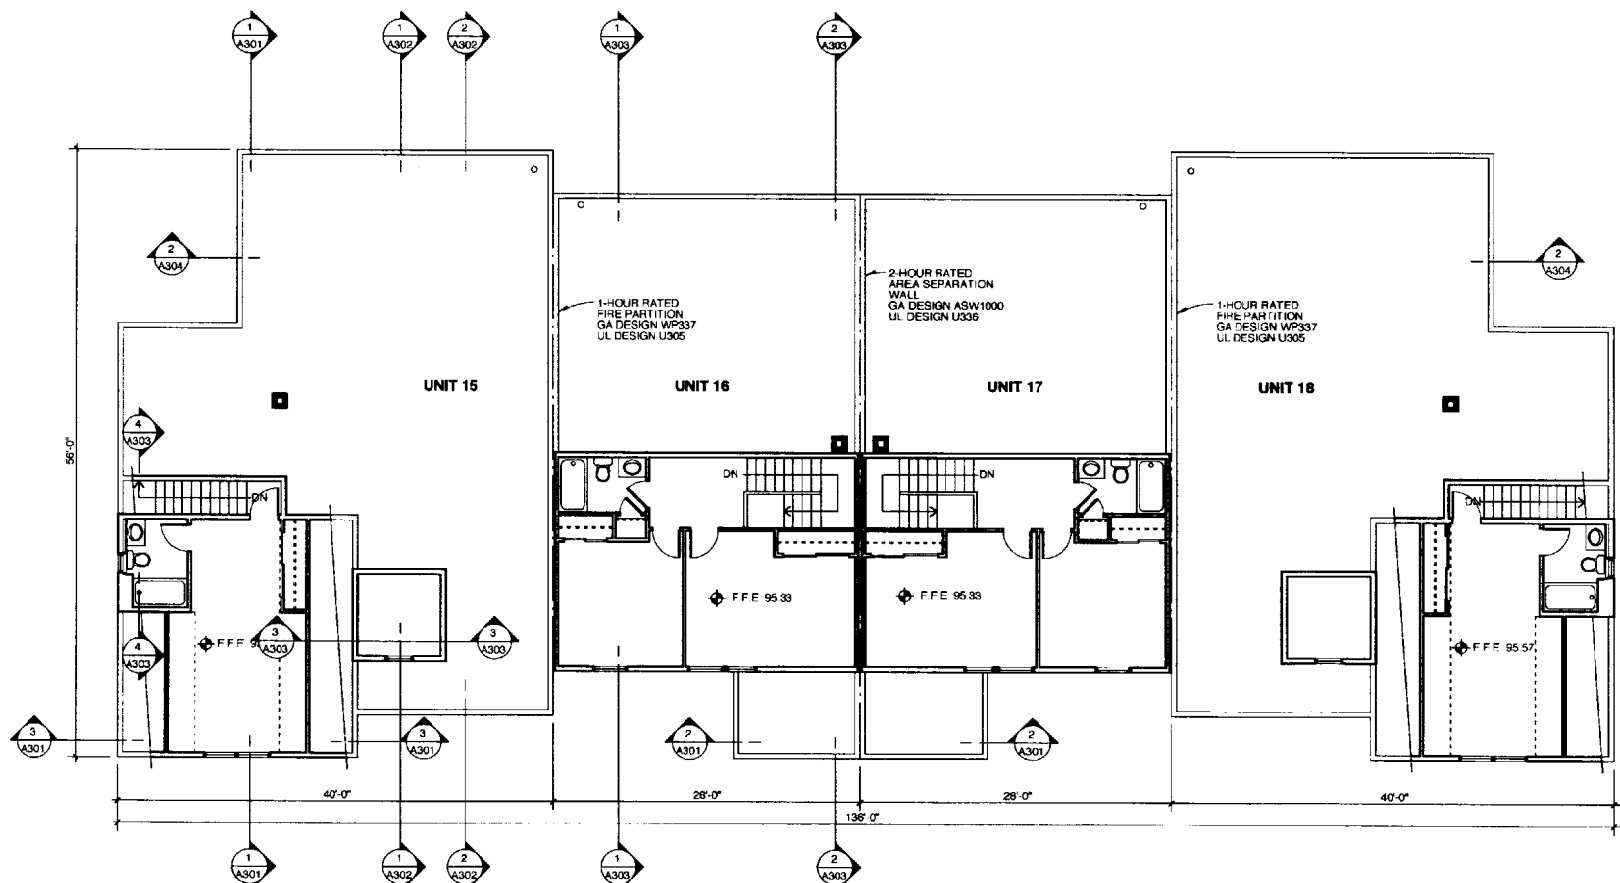 1
A301
1
A302
2
A302
1
A303
2
A303
2
A304
2
A304
1-HOUR RATED
FIRE PARTITION
GA DESIGN WP337
UL DESIGN U305
2-HOUR RATED
AREA SEPARATION
WALL
GA DESIGN ASW1000
UL DESIGN U336
1-HOUR RATED
FIRE PARTITION
GA DESIGN WP337
UL DESIGN U305
UNIT 15
UNIT 16
UNIT 17
UNIT 18
56'-0"
4
A303
DN
DN
DN
DN
F F E 95.33
F F E 95.33
F F E
3
A303
3
A303
4
A303
F F E 95.57
3
A301
3
A301
2
A301
2
A301
40'-0"
28'-0"
28'-0"
40'-0"
136'-0"
1
A301
1
A302
2
A302
1
A303
2
A303